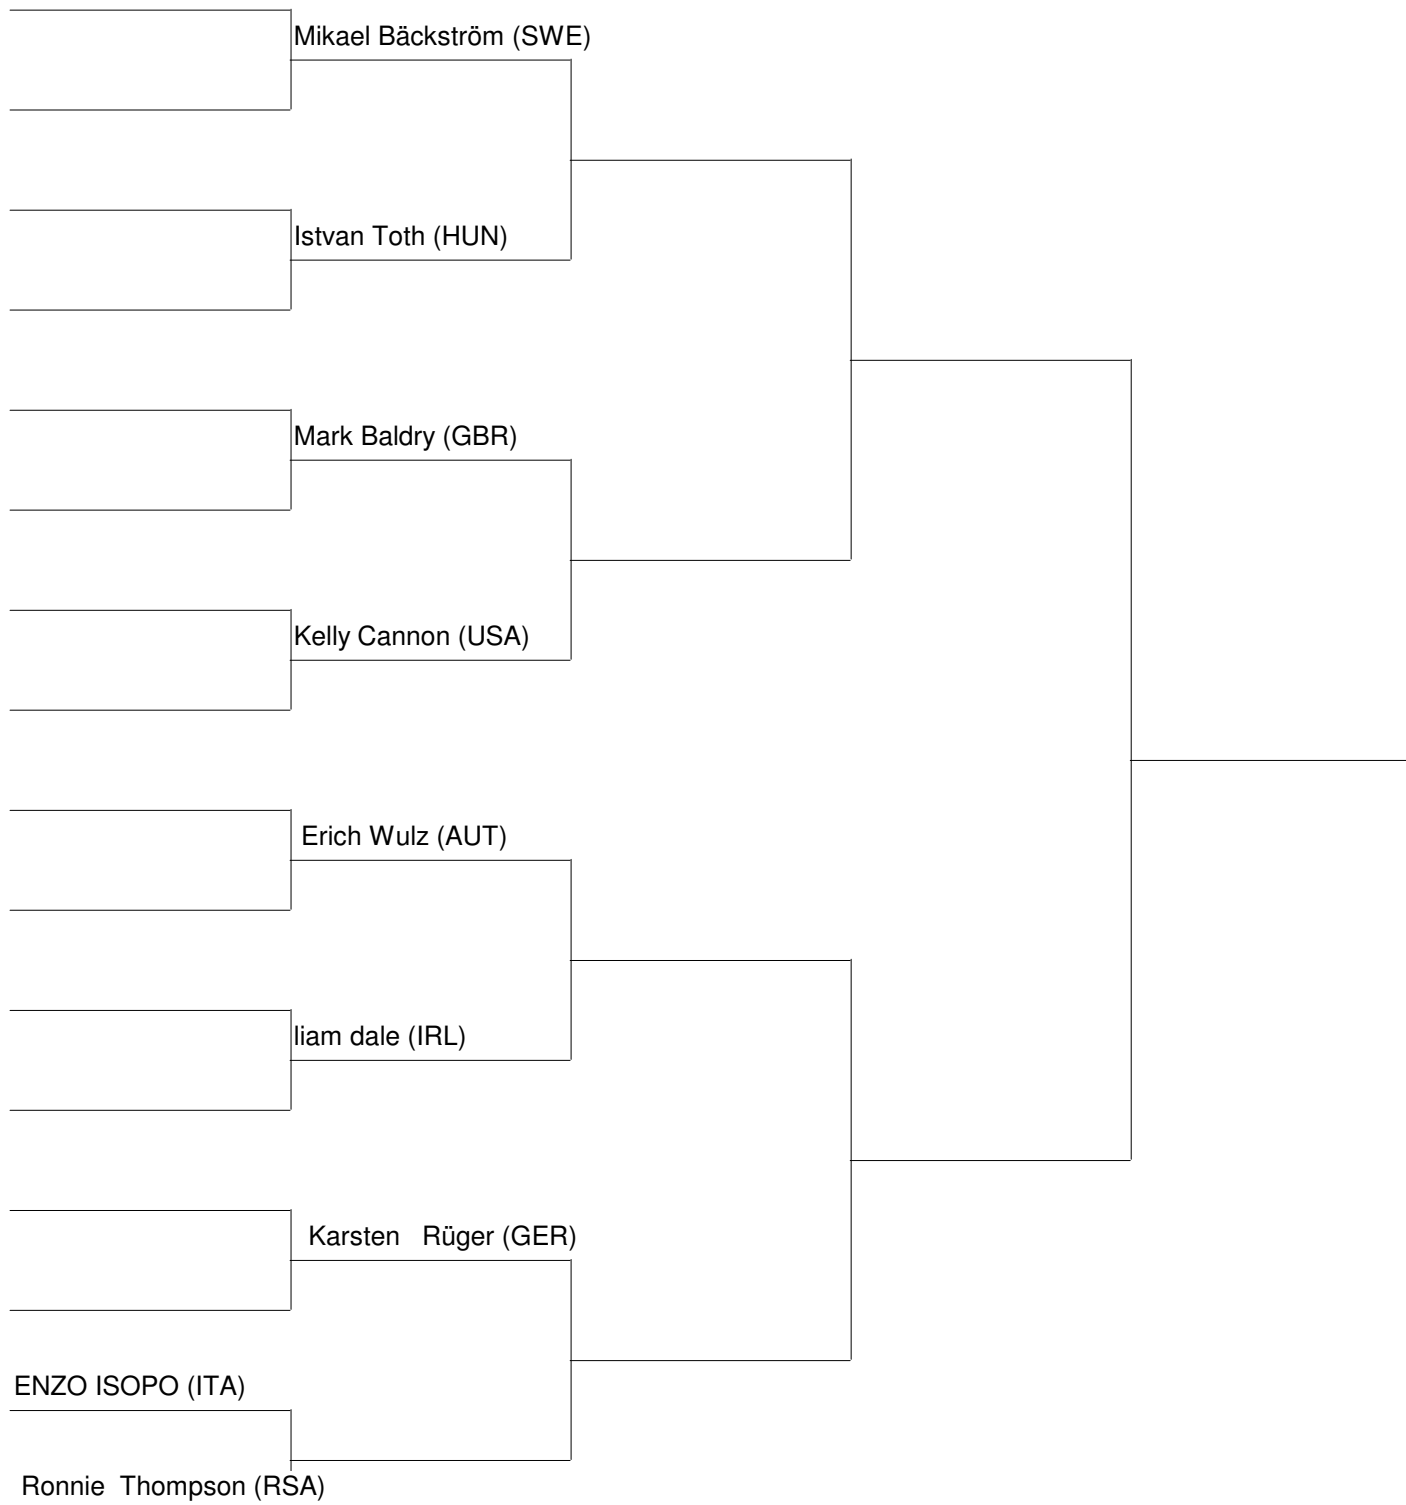 Mikael Bäckström (SWE)
Istvan Toth (HUN)
Mark Baldry (GBR)
Kelly Cannon (USA)
Erich Wulz (AUT)
liam dale (IRL)
Karsten   Rüger (GER)
ENZO ISOPO (ITA)
Ronnie  Thompson (RSA)